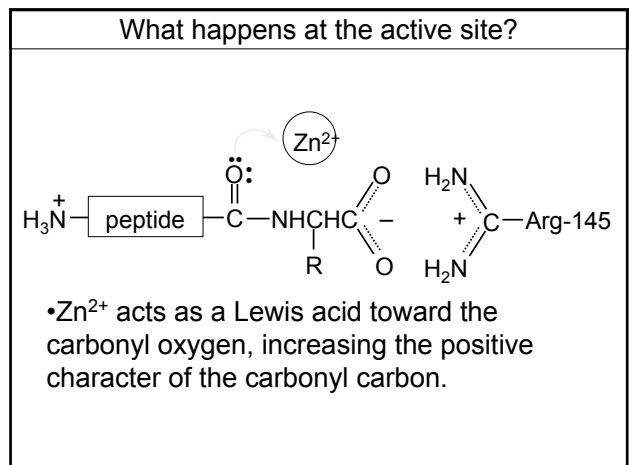 What happens at the active site?
Zn²⁺
O
O
H₂N
H₃N⁺
peptide
C
NHCHC
−
+
C
Arg-145
R
O
H₂N
•Zn²⁺ acts as a Lewis acid toward the
carbonyl oxygen, increasing the positive
character of the carbonyl carbon.